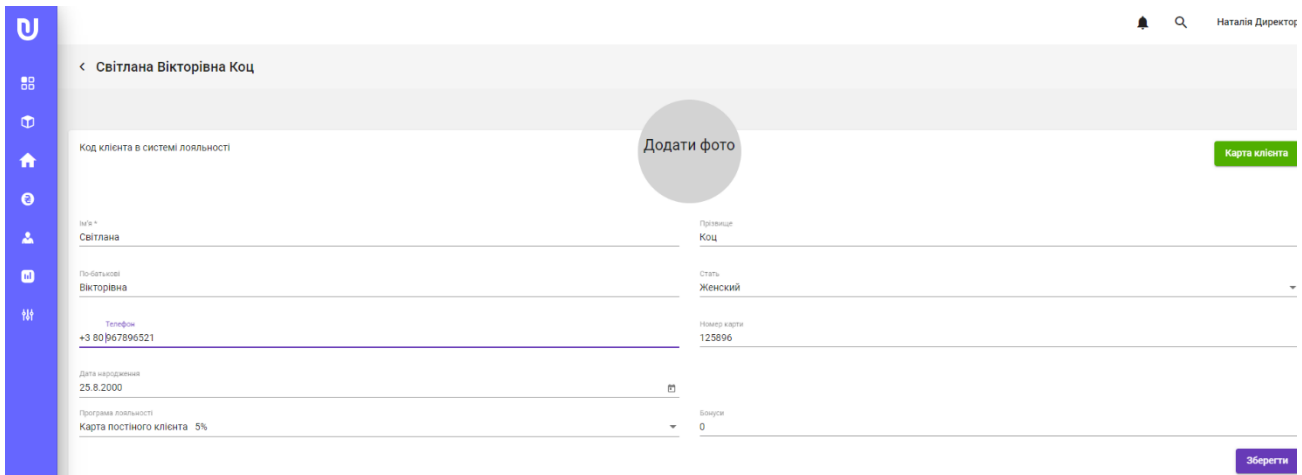 Наталія Директор
Світлана Вікторівна Коц
Код клієнта в системі лояльності
Додати фото
Карта клієнта
Ім'я *
Світлана
Прізвище
Коц
По-батькові
Вікторівна
Стать
Женский
Телефон
+3 80 967896521
Номер карти
125896
Дата народження
25.8.2000
Програма лояльності
Карта постіного клієнта 5%
Бонуси
0
Зберегти